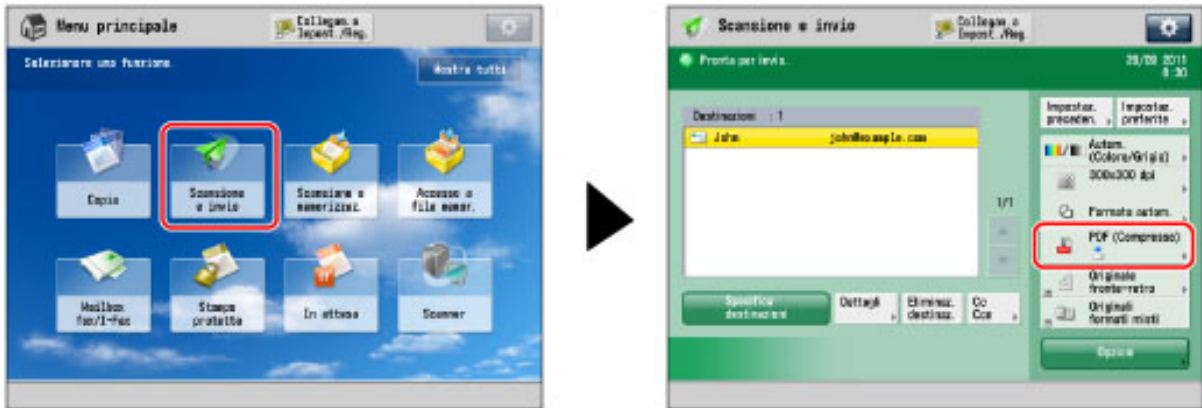 Menu principale
Collegam. a
Impost./Reg.
Selezionare una funzione.
Mostra tutti
Copia
Scansione
e invio
Scansione e
memorizzaz.
Accesso a
file memor.
Mailbox
fax/I-fax
Stampa
protetta
In attesa
Scanner
Scansione e invio
Collegam. a
Impost./Reg.
Pronta per invio.
29/09 2011
8:30
Destinazioni : 1
John john@example.com
1/1
Specifica
destinazioni
Dettagli
Eliminaz.
destinaz.
Cc
Ccn
Impostaz.
preceden.
Impostaz.
preferite
Autom.
(Colore/Grigio)
300x300 dpi
Formato autom.
PDF (Compresso)
Originale
fronte-retro
Originali
formati misti
Opzioni